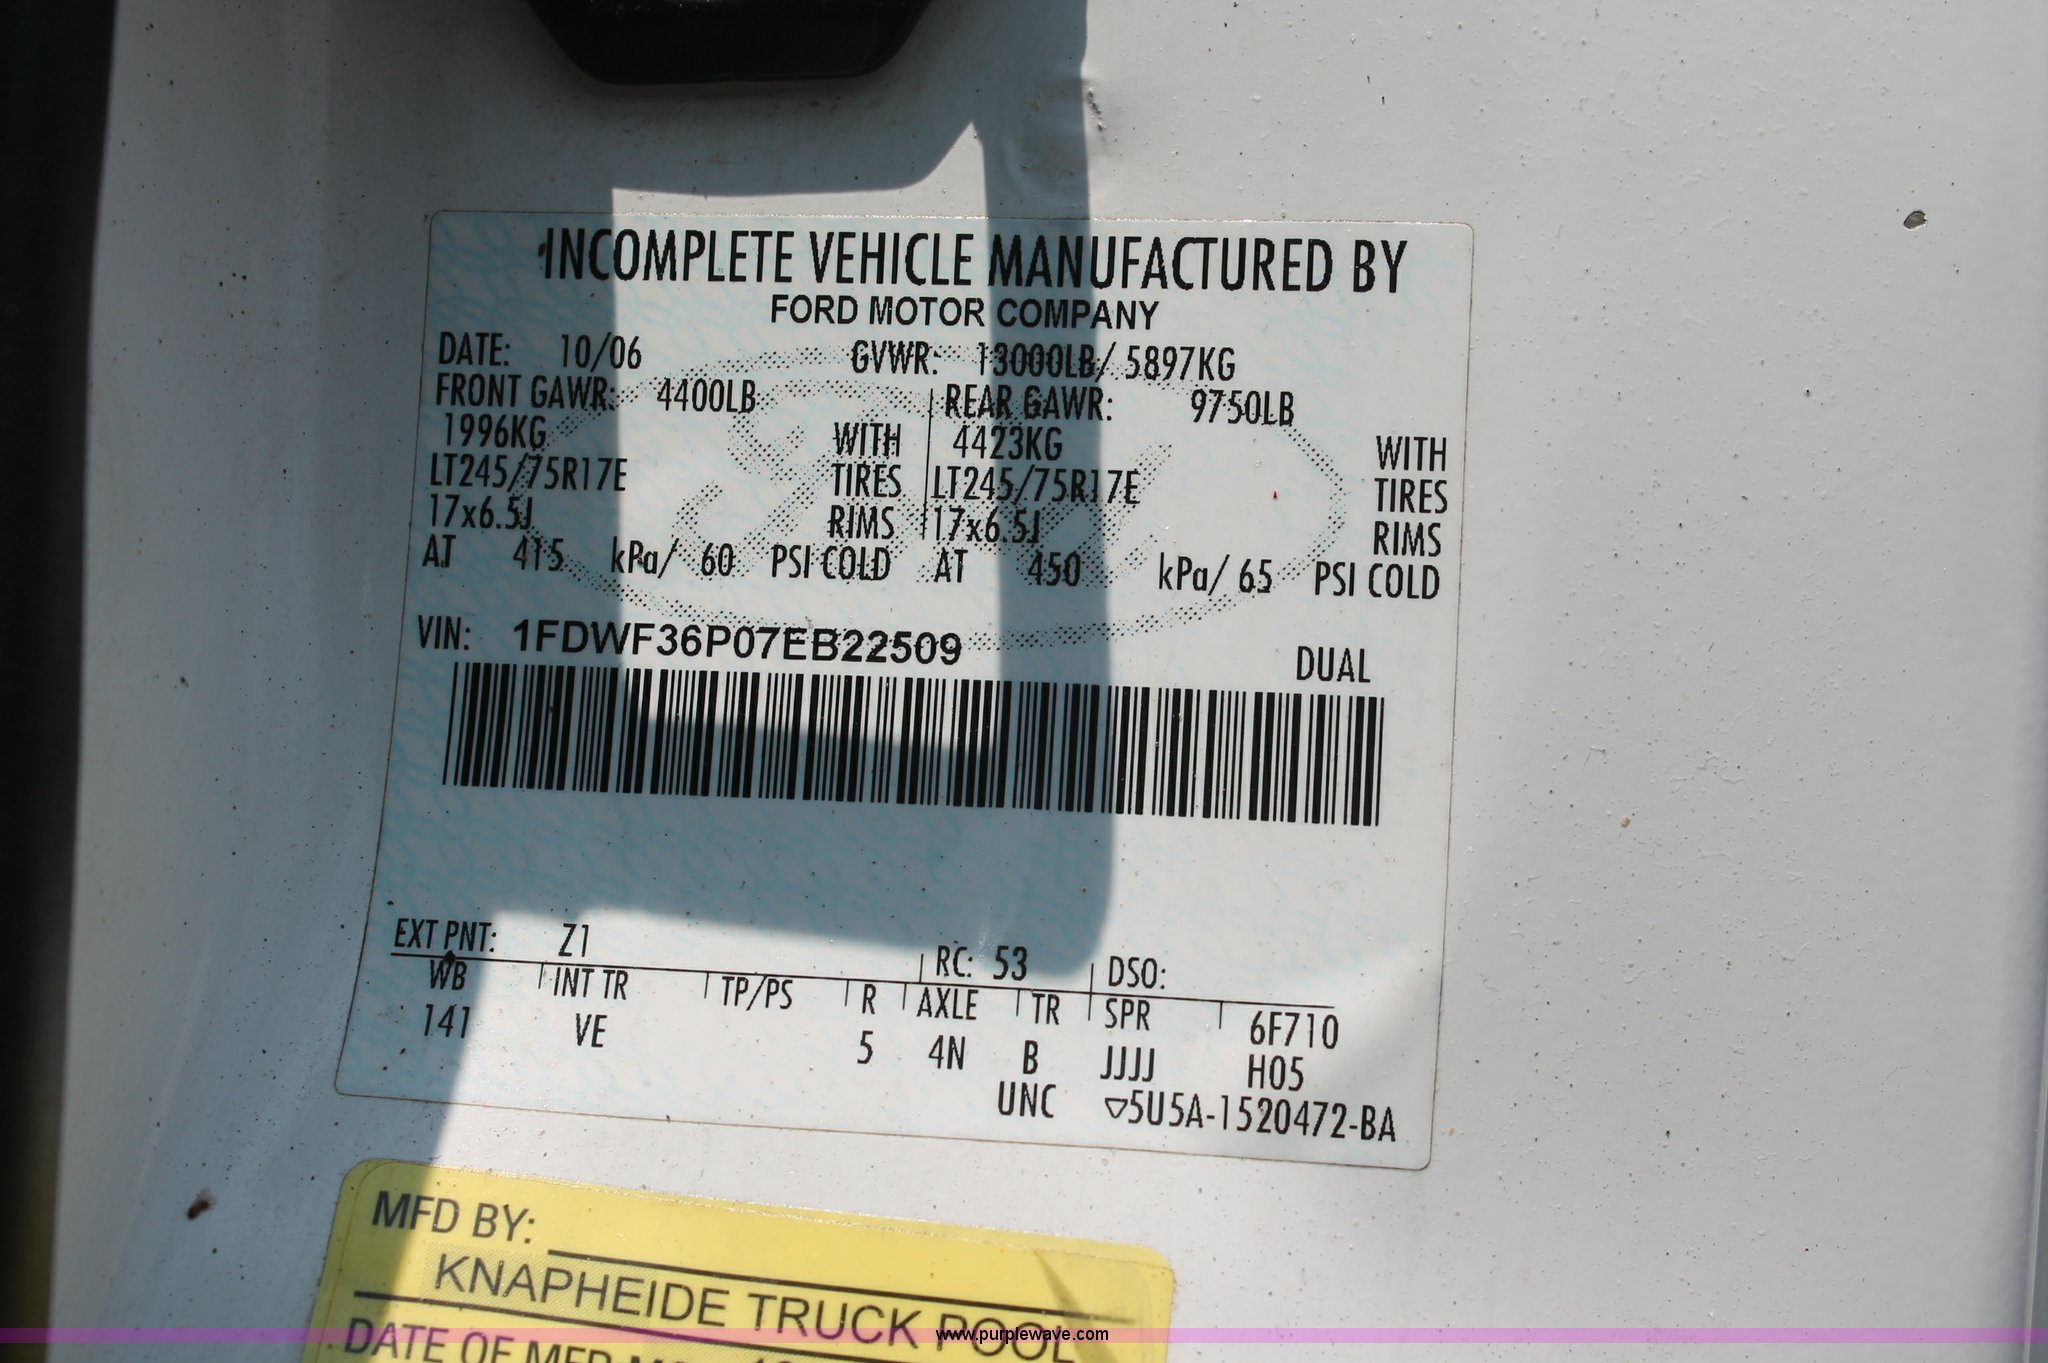 INCOMPLETE VEHICLE MANUFACTURED BY
FORD MOTOR COMPANY
DATE: 10/06 GVWR: 13000LB/ 5897KG
FRONT GAWR: 4400LB REAR GAWR: 9750LB
1996KG WITH 4423KG WITH
LT245/75R17E TIRES LT245/75R17E TIRES
17x6.5J RIMS 17x6.5J RIMS
AT 415 kPa/ 60 PSI COLD AT 450 kPa/ 65 PSI COLD
VIN: 1FDWF36P07EB22509
DUAL
EXT PNT: Z1 RC: 53 DSO:
WB INT TR TP/PS R AXLE TR SPR 6F710
141 VE 5 4N B JJJJ H05
UNC ▽5U5A-1520472-BA
MFD BY:
KNAPHEIDE TRUCK POOL
DATE OF MFD
www.purplewave.com